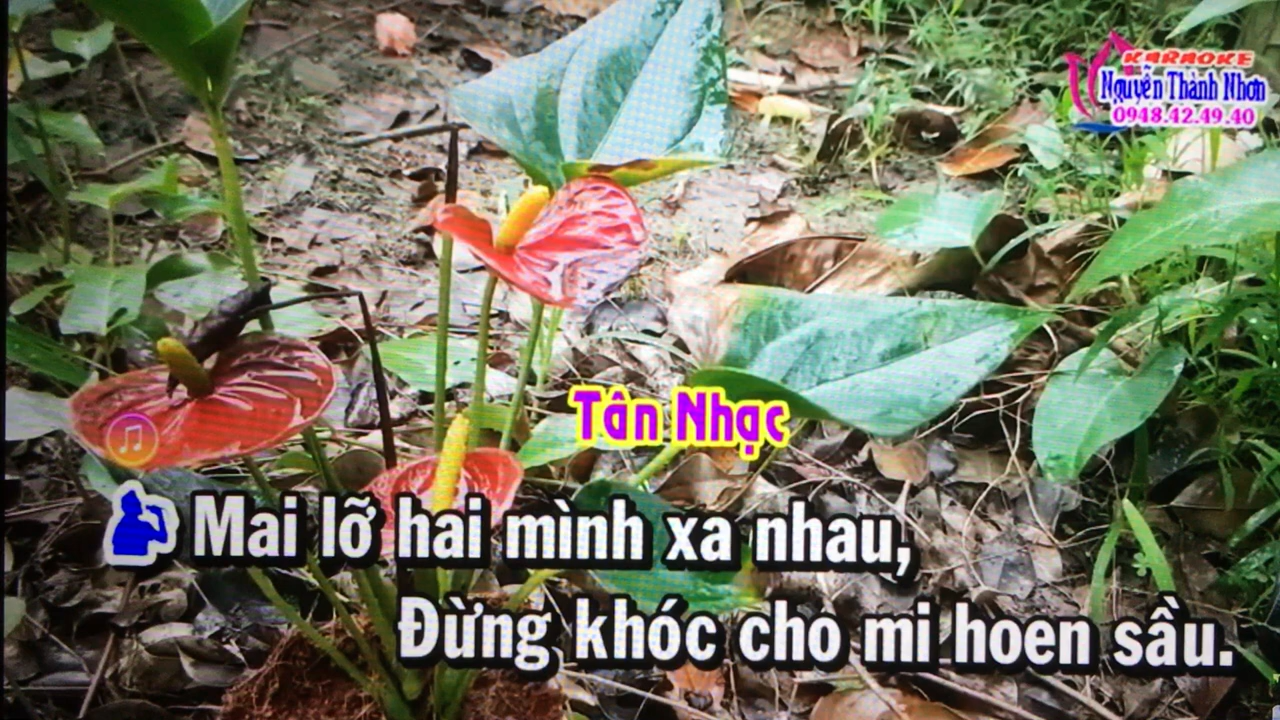 KARAOKE
Nguyễn Thành Nhơn
0948.42.49.40
Tân Nhạc
Mai lỡ hai mình xa nhau,
Đừng khóc cho mi hoen sầu.